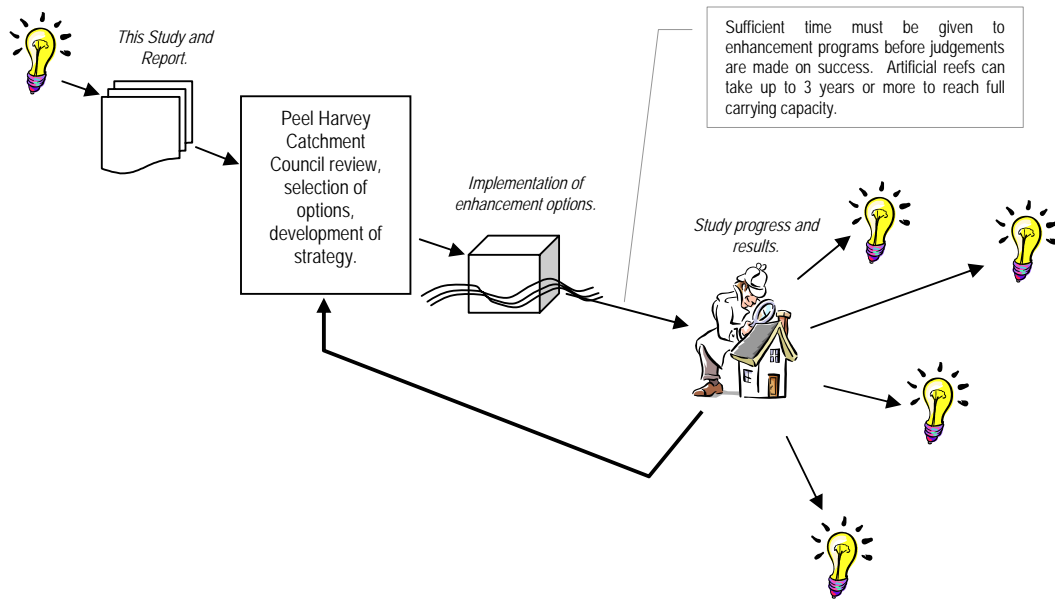 This Study and
Report.
Peel Harvey
Catchment
Council review,
selection of
options,
development of
strategy.
Implementation of
enhancement options.
Sufficient time must be given to
enhancement programs before judgements
are made on success. Artificial reefs can
take up to 3 years or more to reach full
carrying capacity.
Study progress and
results.